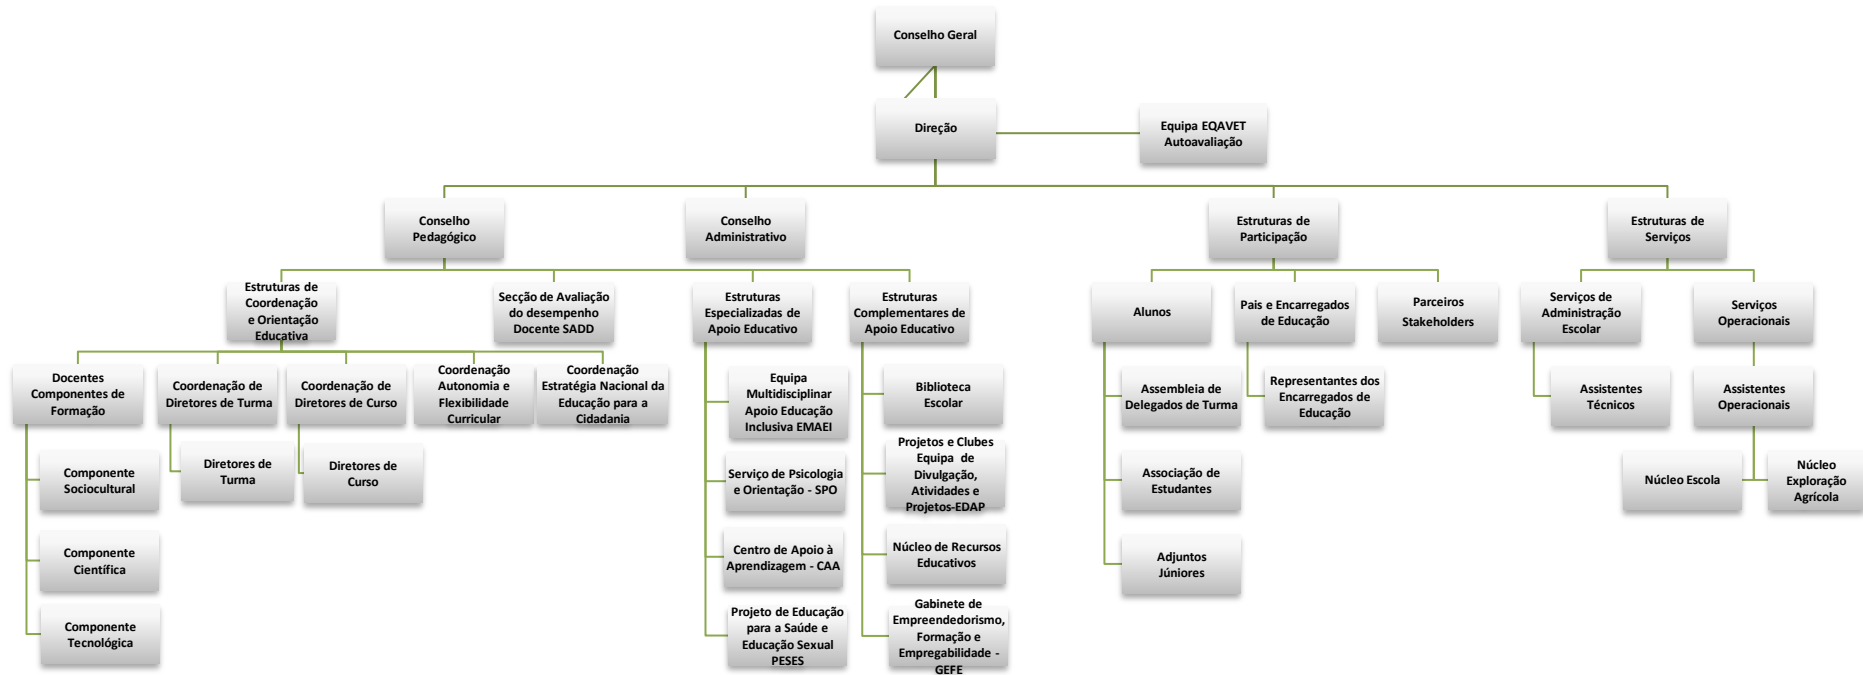 Conselho Geral
Direção
Equipa EQAVET
Autoavaliação
Conselho
Pedagógico
Conselho
Administrativo
Estruturas de
Participação
Estruturas de
Serviços
Estruturas de
Coordenação
e Orientação
Educativa
Secção de Avaliação
do desempenho
Docente SADD
Estruturas
Especializadas de
Apoio Educativo
Estruturas
Complementares de
Apoio Educativo
Alunos
Pais e Encarregados
de Educação
Parceiros
Stakeholders
Serviços de
Administração
Escolar
Serviços
Operacionais
Docentes
Componentes de
Formação
Coordenação de
Diretores de Turma
Coordenação de
Diretores de Curso
Coordenação
Autonomia e
Flexibilidade
Curricular
Coordenação
Estratégia Nacional da
Educação para a
Cidadania
Equipa
Multidisciplinar
Apoio Educação
Inclusiva EMAEI
Biblioteca
Escolar
Assembleia de
Delegados de Turma
Representantes dos
Encarregados de
Educação
Assistentes
Técnicos
Assistentes
Operacionais
Componente
Sociocultural
Diretores de
Turma
Diretores de
Curso
Serviço de Psicologia
e Orientação - SPO
Projetos e Clubes
Equipa de
Divulgação,
Atividades e
Projetos-EDAP
Associação de
Estudantes
Núcleo Escola
Núcleo
Exploração
Agrícola
Componente
Científica
Centro de Apoio à
Aprendizagem - CAA
Núcleo de Recursos
Educativos
Adjuntos
Júniores
Componente
Tecnológica
Projeto de Educação
para a Saúde e
Educação Sexual
PESES
Gabinete de
Empreendedorismo,
Formação e
Empregabilidade -
GEFE